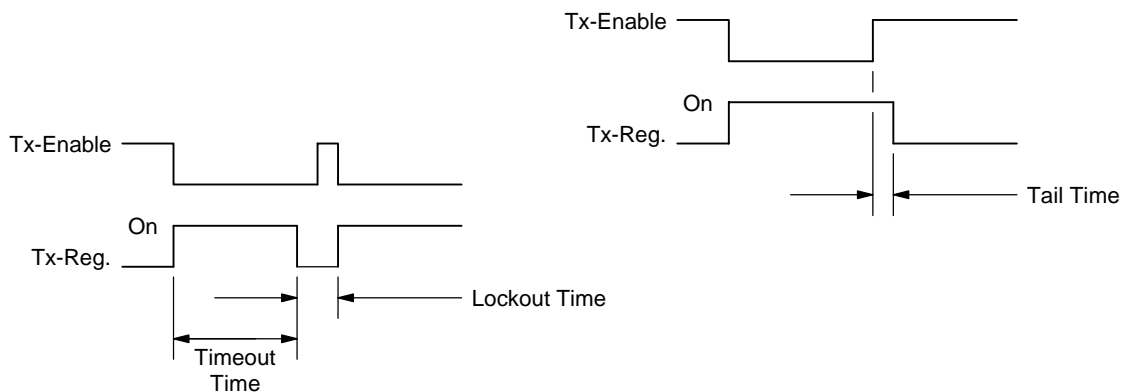 Tx-Enable
On
Tx-Reg.
Lockout Time
Timeout
Time
Tx-Enable
On
Tx-Reg.
Tail Time